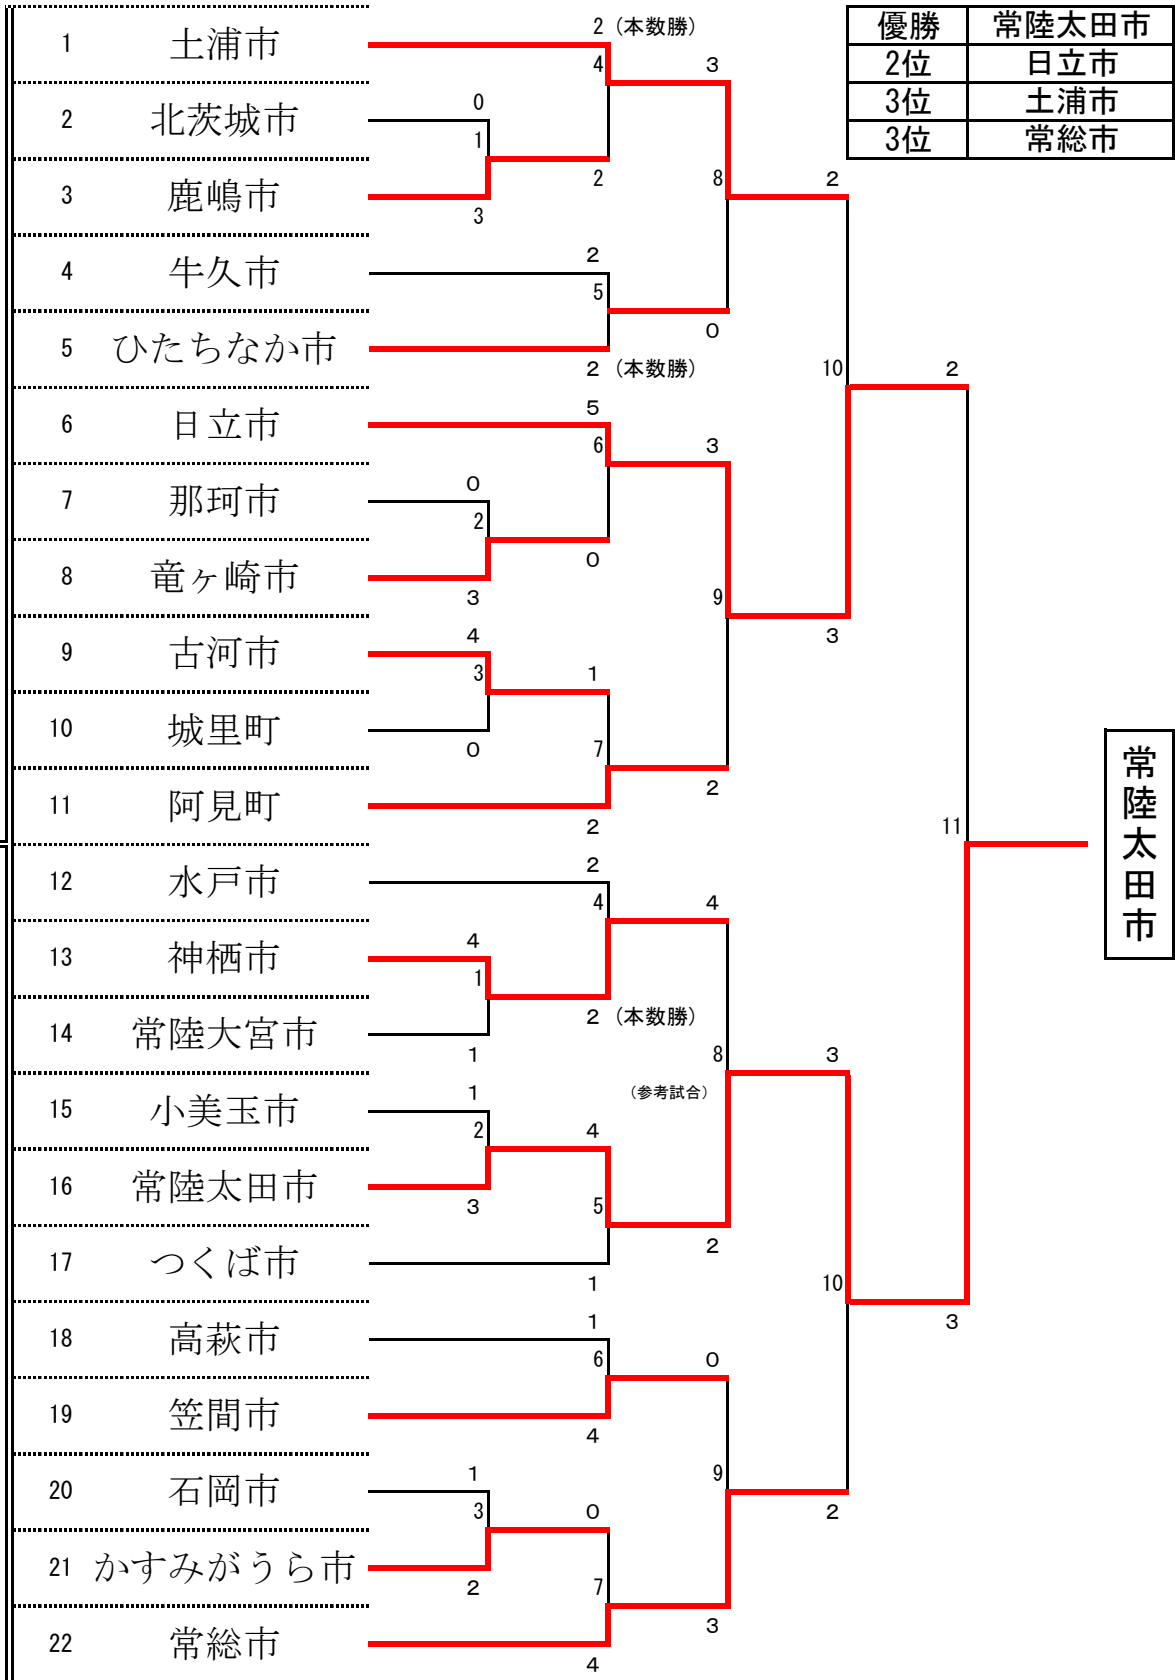 優勝 常陸太田市
2位 日立市
3位 土浦市
3位 常総市
2 (本数勝)
1 土浦市
4 3
0
2 北茨城市
1
2 8 2
3 鹿嶋市
3
2
4 牛久市
5
0
5 ひたちなか市
2 (本数勝) 10 2
5
6 日立市
6 3
0
7 那珂市
2
0
8 竜ヶ崎市
3 9
4 3
9 古河市
3 1
10 城里町
0 7
2
11 阿見町
2 11
常陸太田市
2
12 水戸市
4 4
4
13 神栖市
1
2 (本数勝)
14 常陸大宮市
1 8 3
(参考試合)
1
15 小美玉市
2 4
16 常陸太田市
3 5
2
17 つくば市
1 10
1 3
18 高萩市
6 0
19 笠間市
4
1 9
20 石岡市
3 0 2
21 かすみがうら市
2 7
3
22 常総市
4